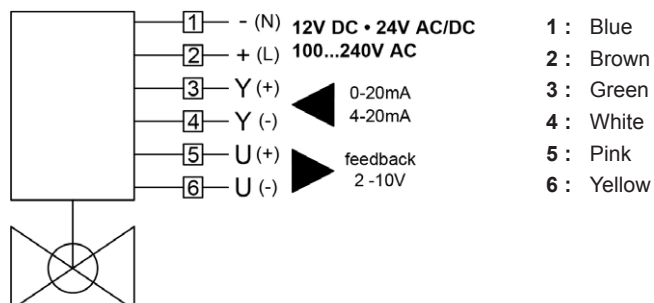 1 - (N) 12V DC • 24V AC/DC
2 + (L) 100...240V AC
3 Y (+) 0-20mA
4 Y (-) 4-20mA
5 U (+) feedback
6 U (-) 2 -10V
1 : Blue
2 : Brown
3 : Green
4 : White
5 : Pink
6 : Yellow